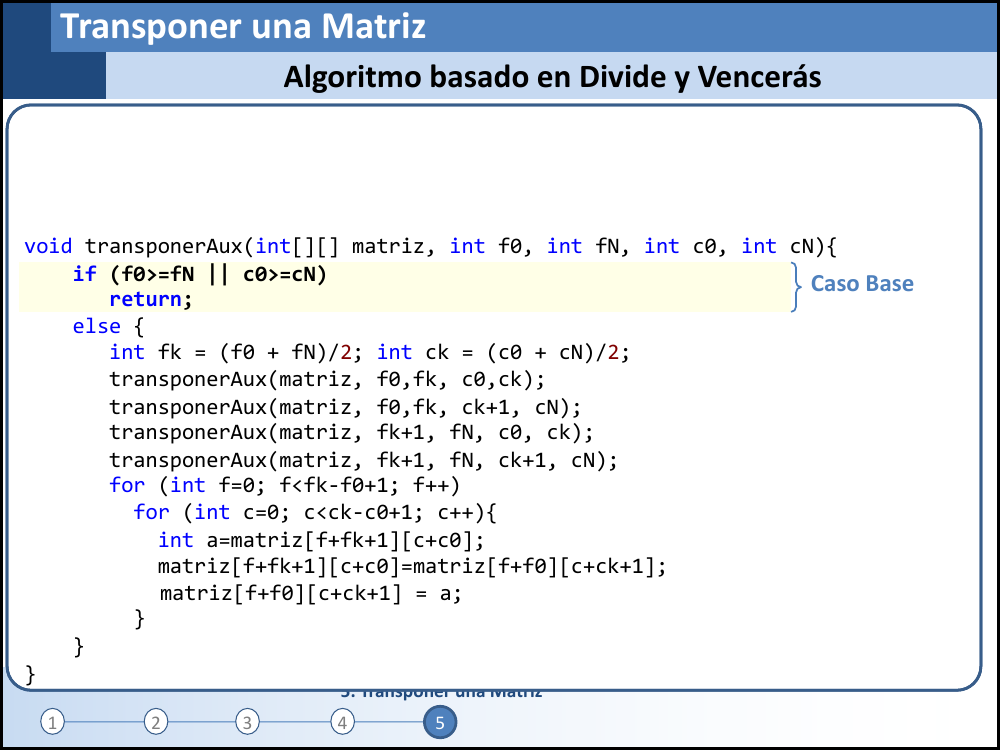 Transponer una Matriz
Algoritmo basado en Divide y Vencerás
void transponerAux(int[][] matriz, int f0, int fN, int c0, int cN){
if (f0>=fN || c0>=cN)
return;
Caso Base
else {
int fk = (f0 + fN)/2; int ck = (c0 + cN)/2;
transponerAux(matriz, f0,fk, c0,ck);
transponerAux(matriz, f0,fk, ck+1, cN);
transponerAux(matriz, fk+1, fN, c0, ck);
transponerAux(matriz, fk+1, fN, ck+1, cN);
for (int f=0; f<fk-f0+1; f++)
for (int c=0; c<ck-c0+1; c++){
int a=matriz[f+fk+1][c+c0];
matriz[f+fk+1][c+c0]=matriz[f+f0][c+ck+1];
matriz[f+f0][c+ck+1] = a;
}
}
}
5. Transponer una Matriz
1 2 3 4 5